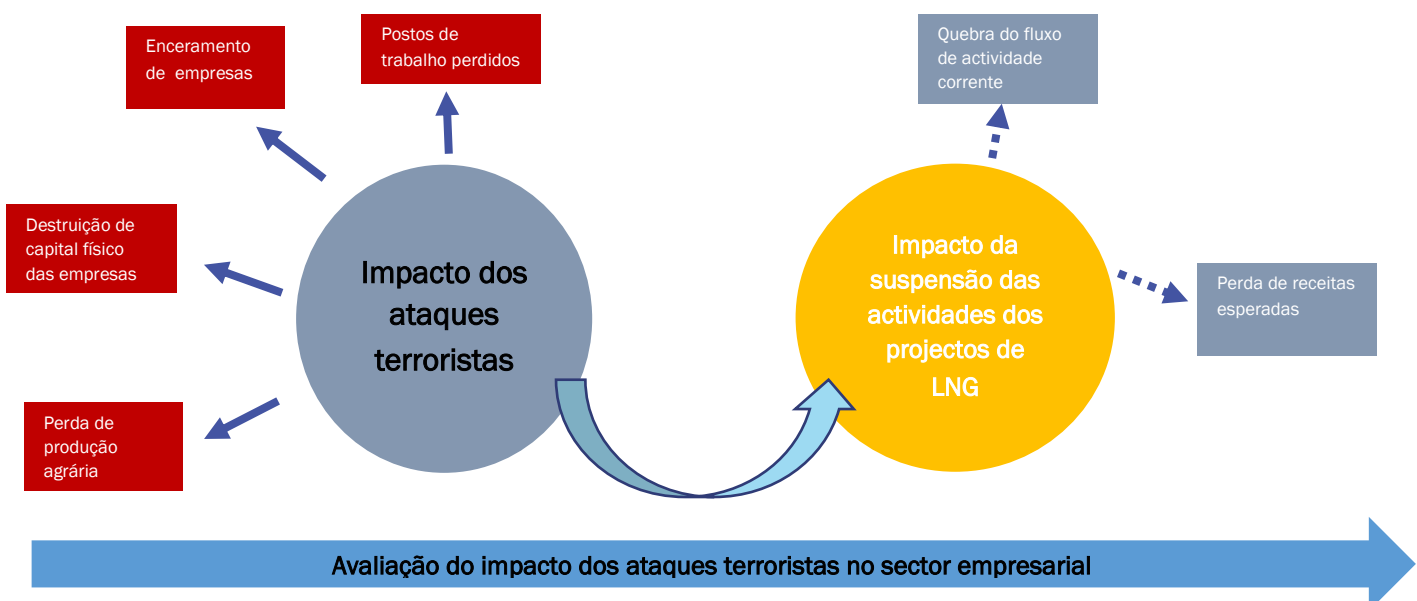 Enceramento
de empresas
Postos de
trabalho perdidos
Quebra do fluxo
de actividade
corrente
Destruição de
capital físico
das empresas
Impacto dos
ataques
terroristas
Impacto da
suspensão das
actividades dos
projectos de
LNG
Perda de receitas
esperadas
Perda de
produção
agrária
Avaliação do impacto dos ataques terroristas no sector empresarial